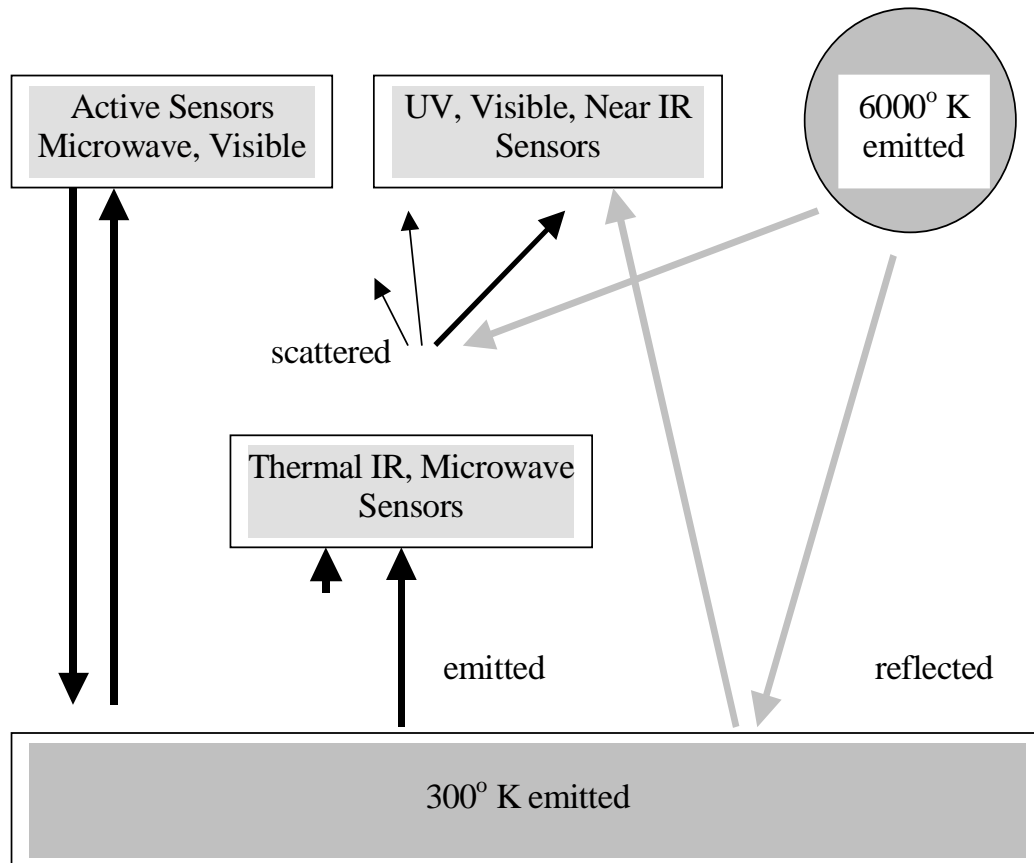 Active Sensors
Microwave, Visible
UV, Visible, Near IR
Sensors
6000° K
emitted
scattered
Thermal IR, Microwave
Sensors
emitted
reflected
300° K emitted